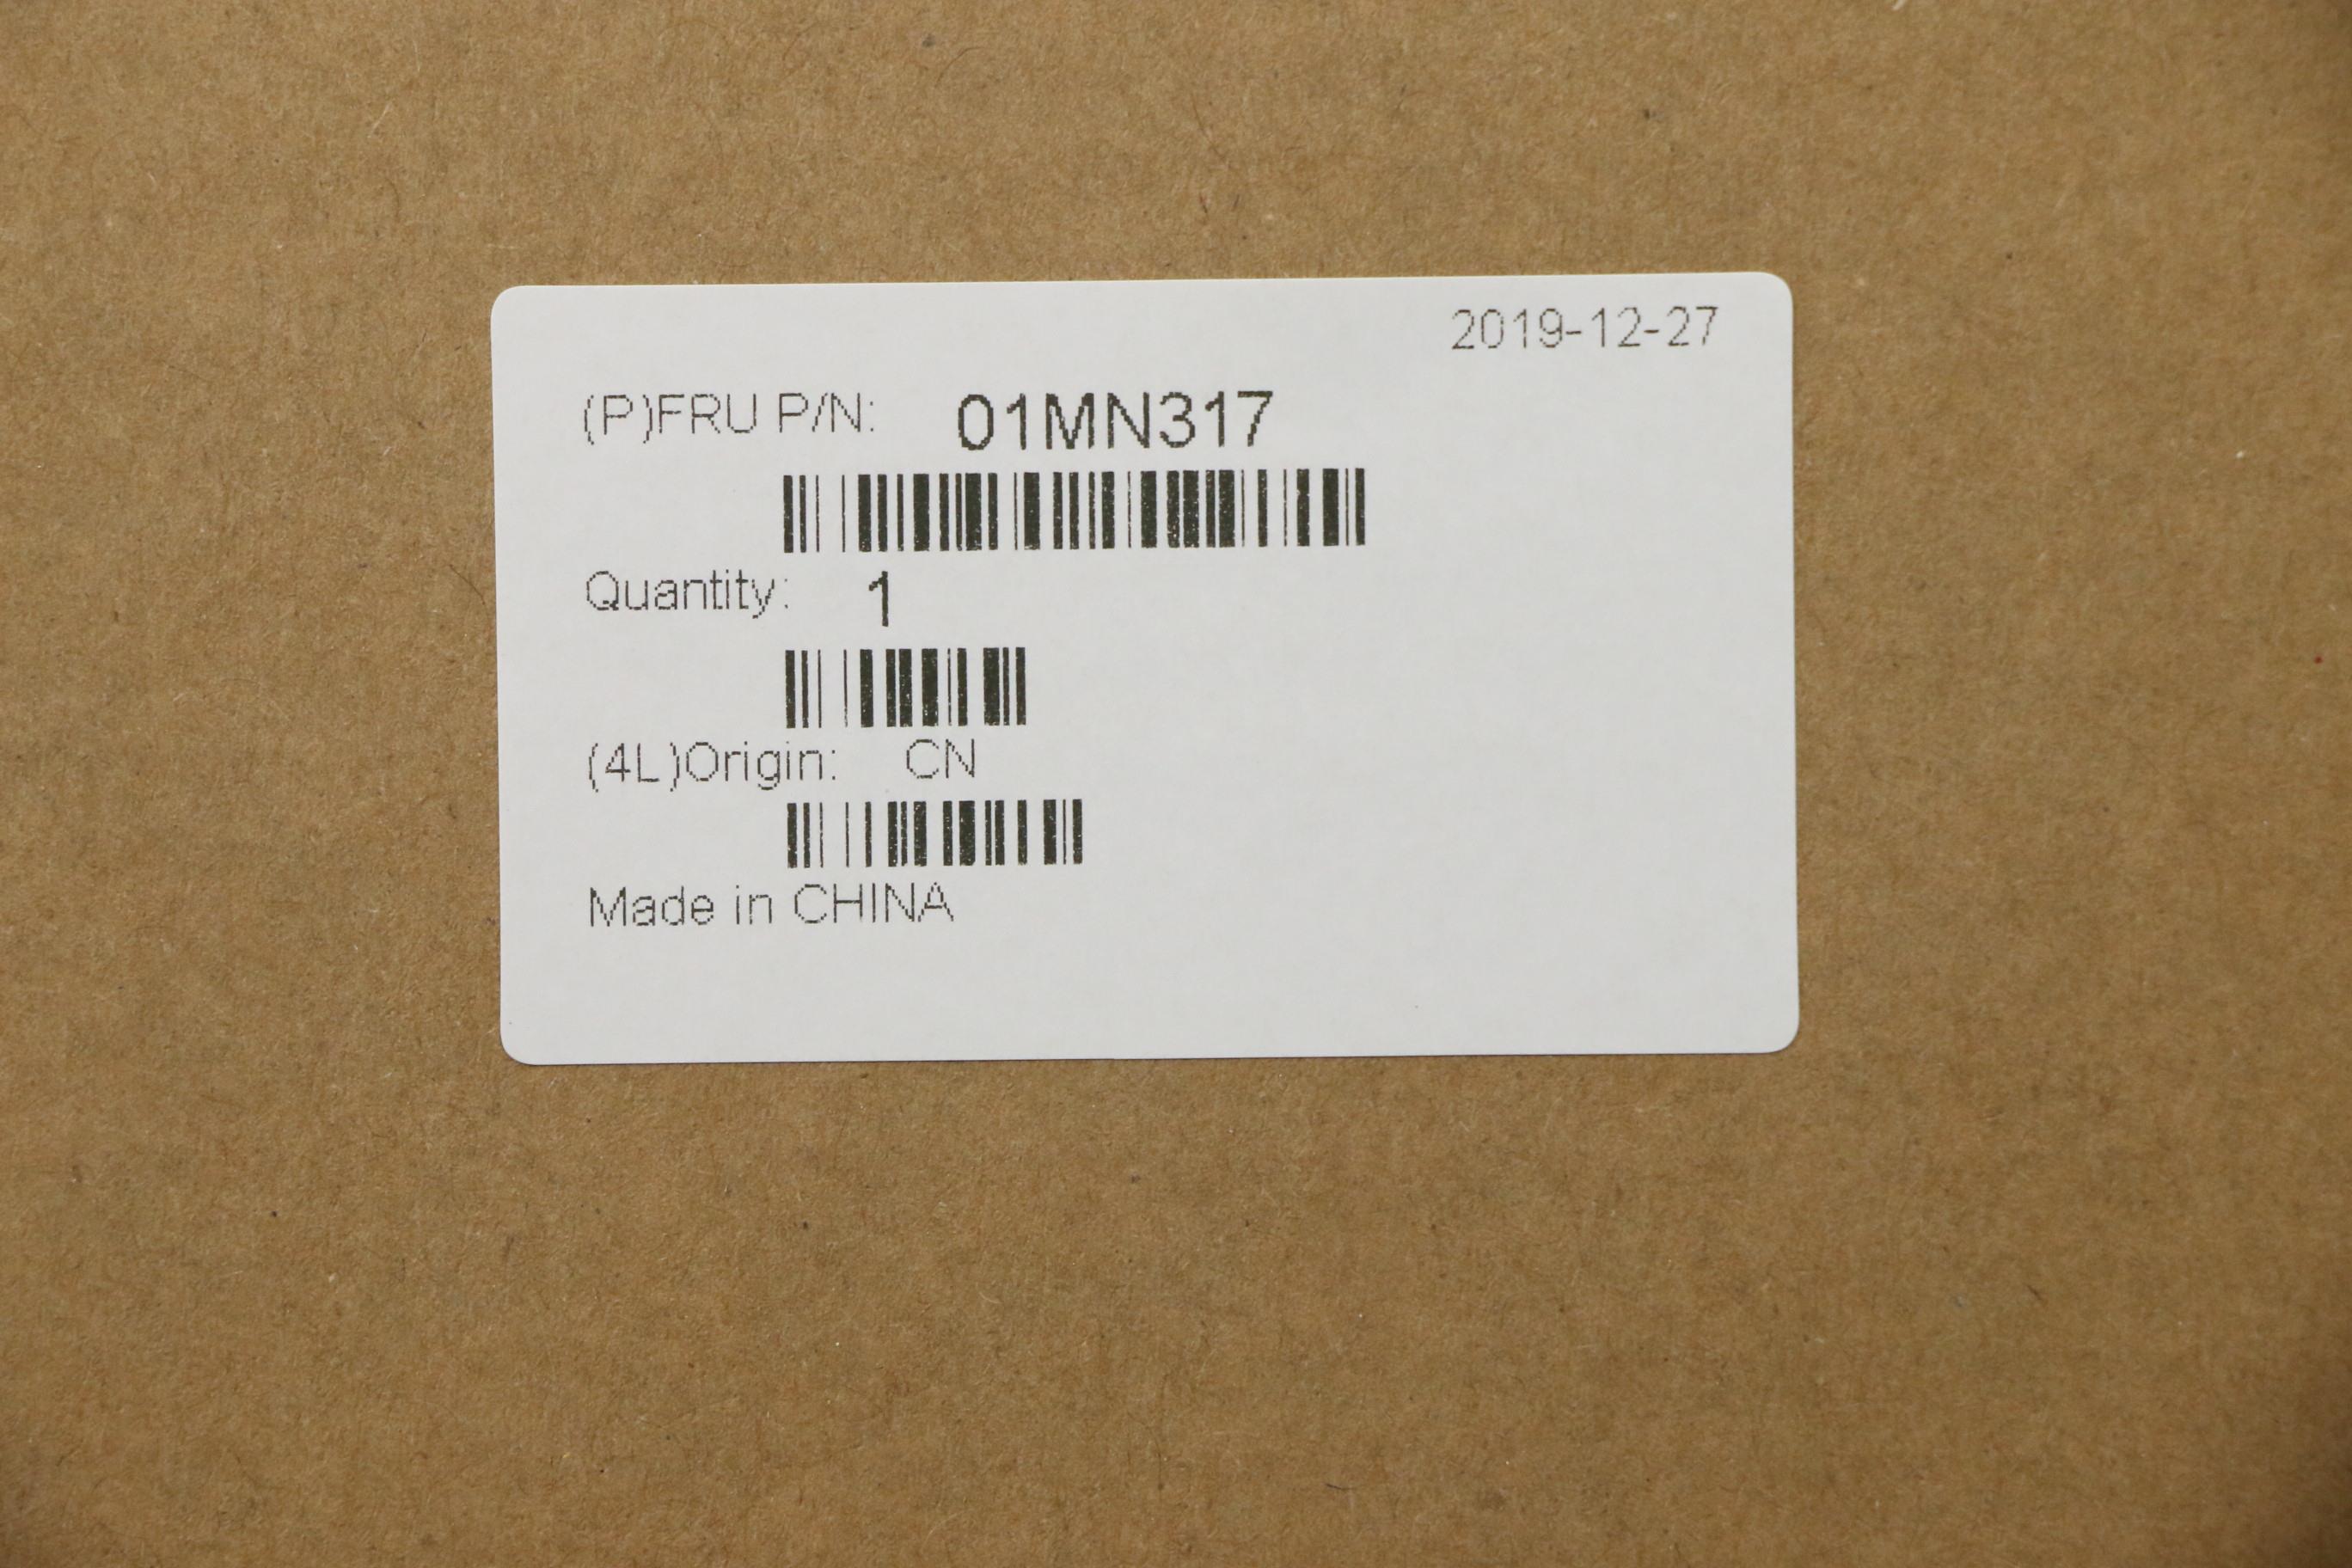 2019-12-27
(P)FRU P/N: 01MN317
Quantity: 1
(4L)Origin: CN
Made in CHINA